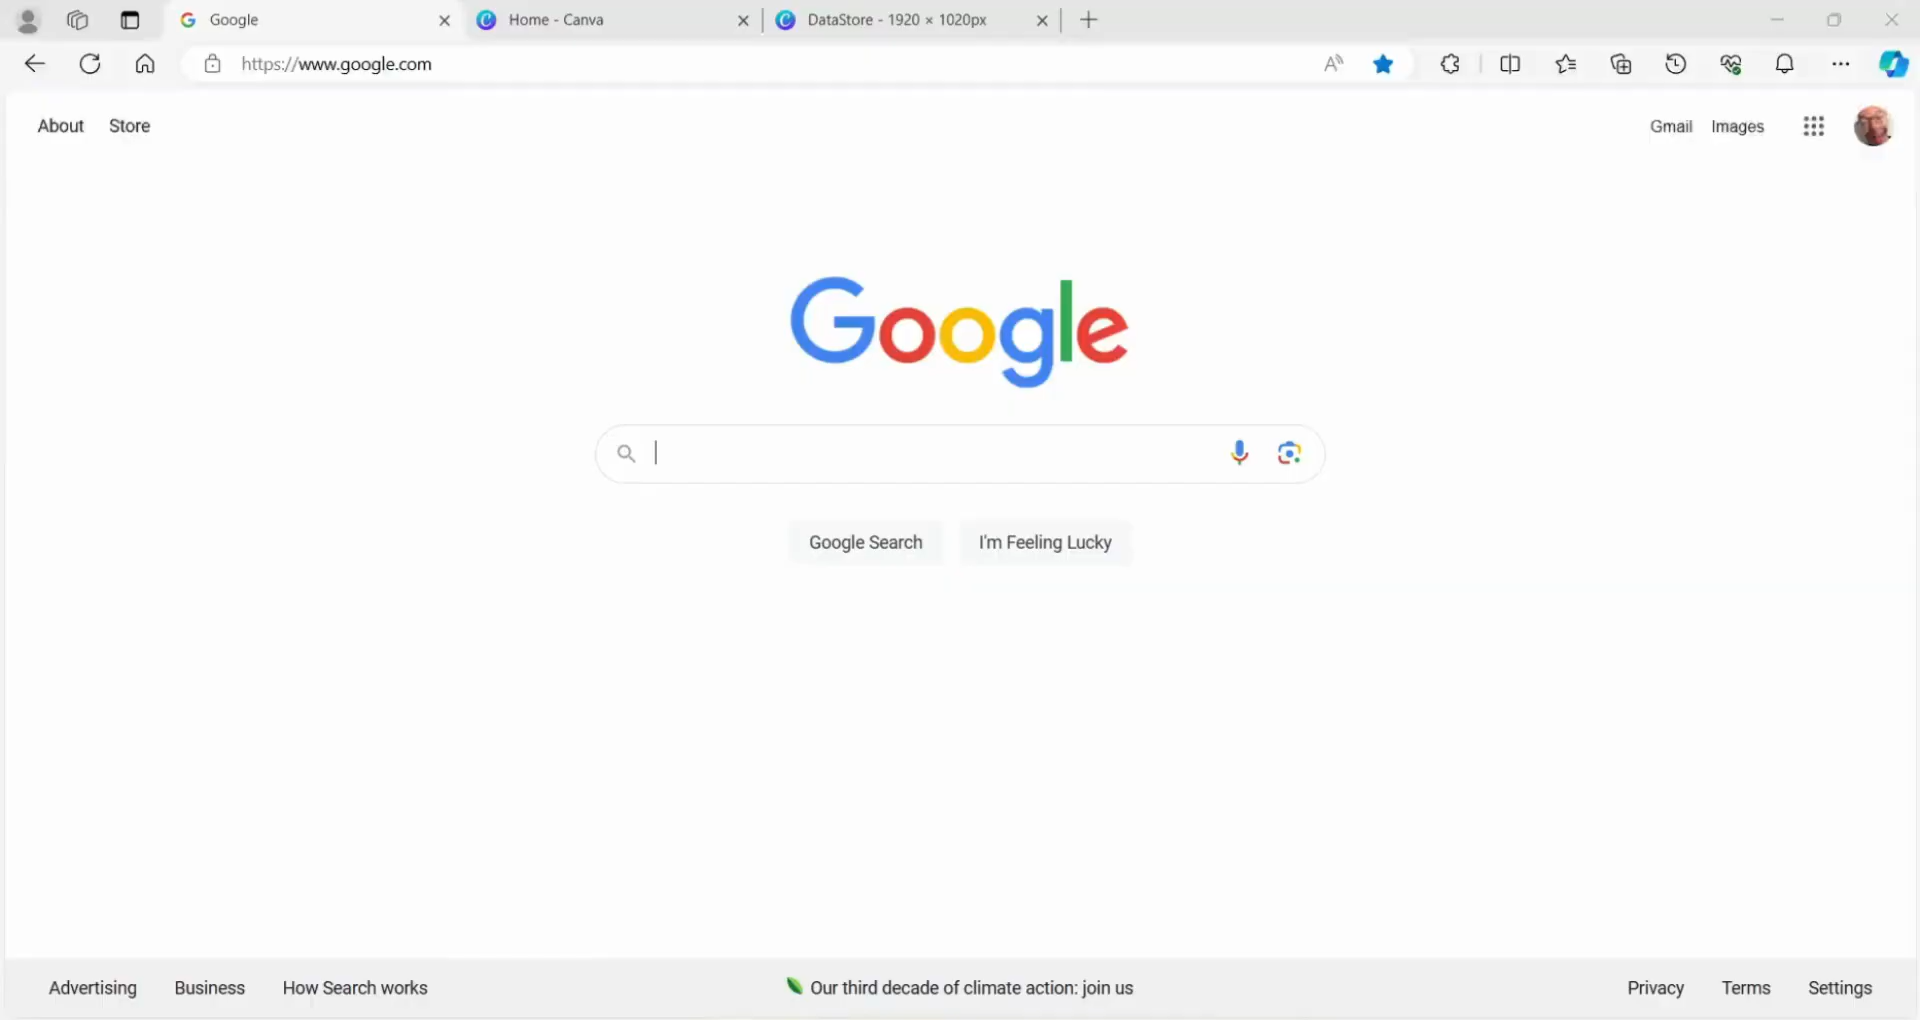 Google
Home - Canva
DataStore - 1920 × 1020px
https://www.google.com
About
Store
Gmail
Images
Google
Google Search
I'm Feeling Lucky
Advertising
Business
How Search works
Our third decade of climate action: join us
Privacy
Terms
Settings